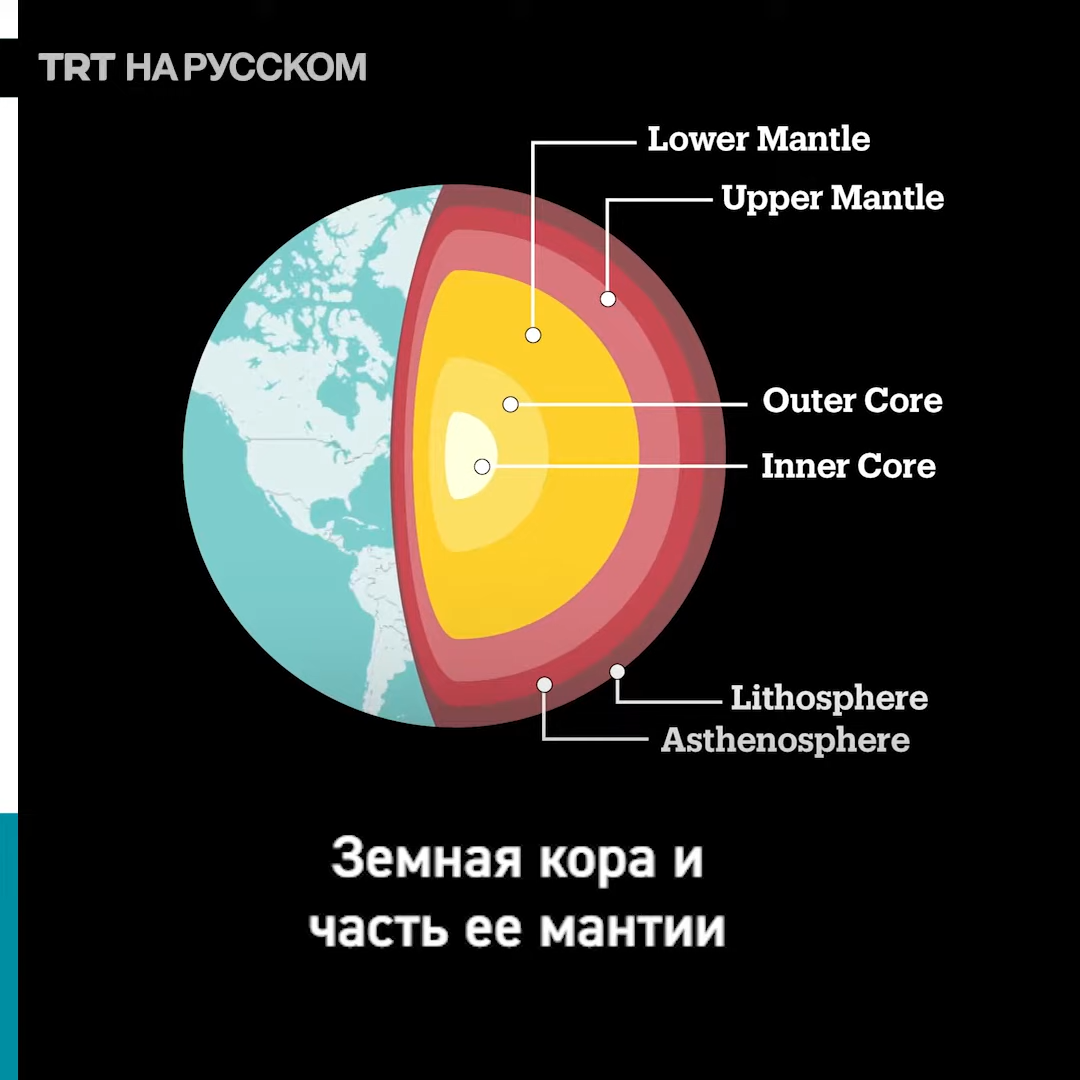 TRT НА РУССКОМ
Lower Mantle
Upper Mantle
Outer Core
Inner Core
Lithosphere
Asthenosphere
Земная кора и
часть ее мантии